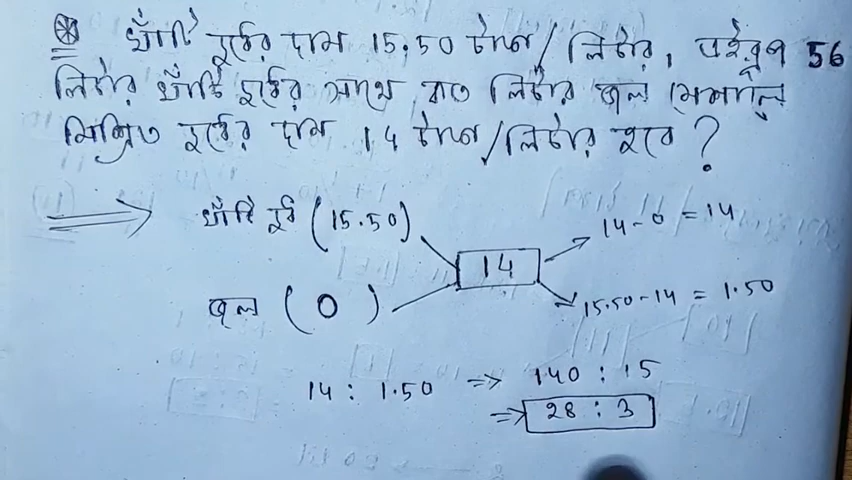 খাঁটি দুধের দাম 15.50 টাকা/লিটার, এইরূপ 56
লিটার খাঁটি দুধের সাথে কত লিটার জল মেশালে
মিশ্রিত দুধের দাম 14 টাকা/লিটার হবে?
খাঁটি দুধ (15.50)
14
14-0 = 14
জল (0)
15.50-14 = 1.50
14 : 1.50 => 140 : 15
=> 28 : 3